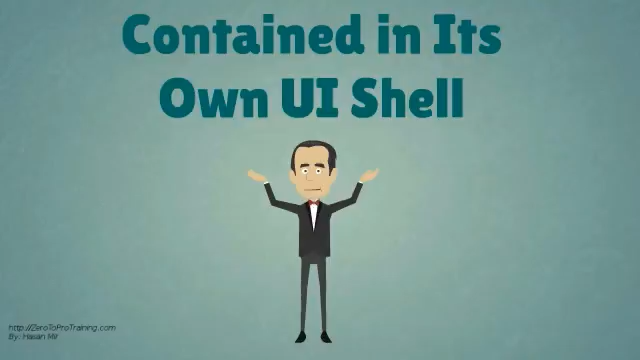 Contained in Its
Own UI Shell
http://ZeroToProTraining.com
By: Hasan Mir